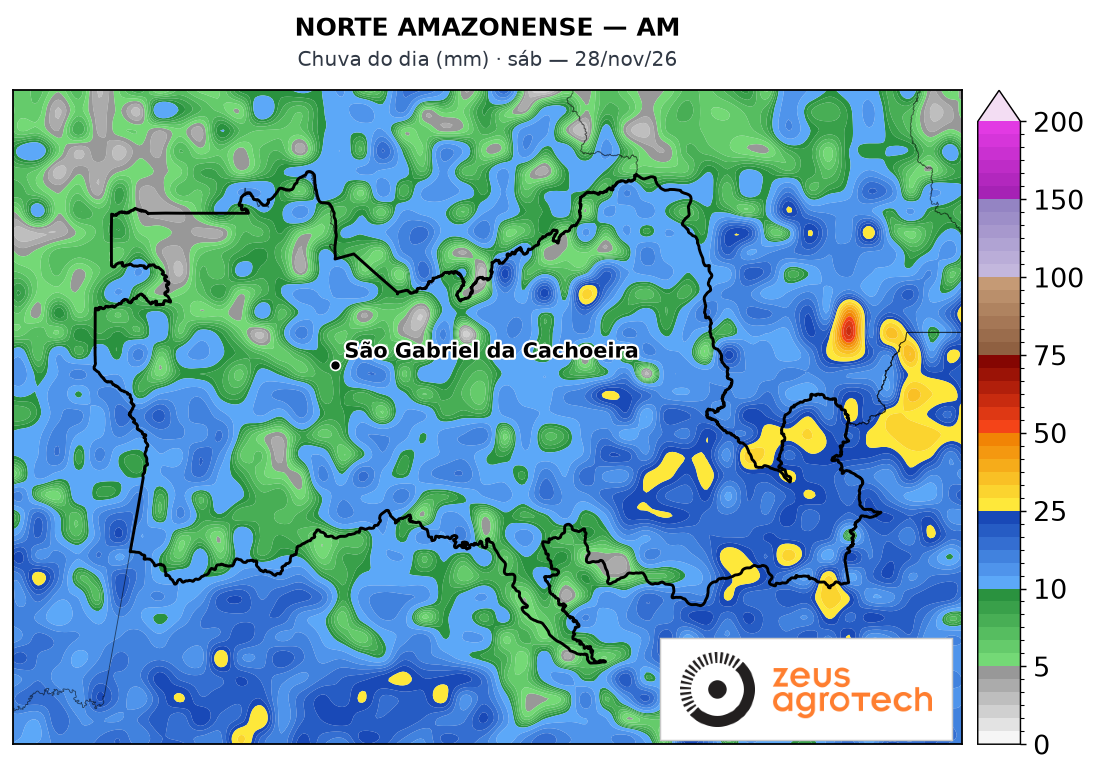 NORTE AMAZONENSE — AM
Chuva do dia (mm) · sáb — 28/nov/26
São Gabriel da Cachoeira
200
150
100
75
50
25
10
5
0
zeus
agrotech